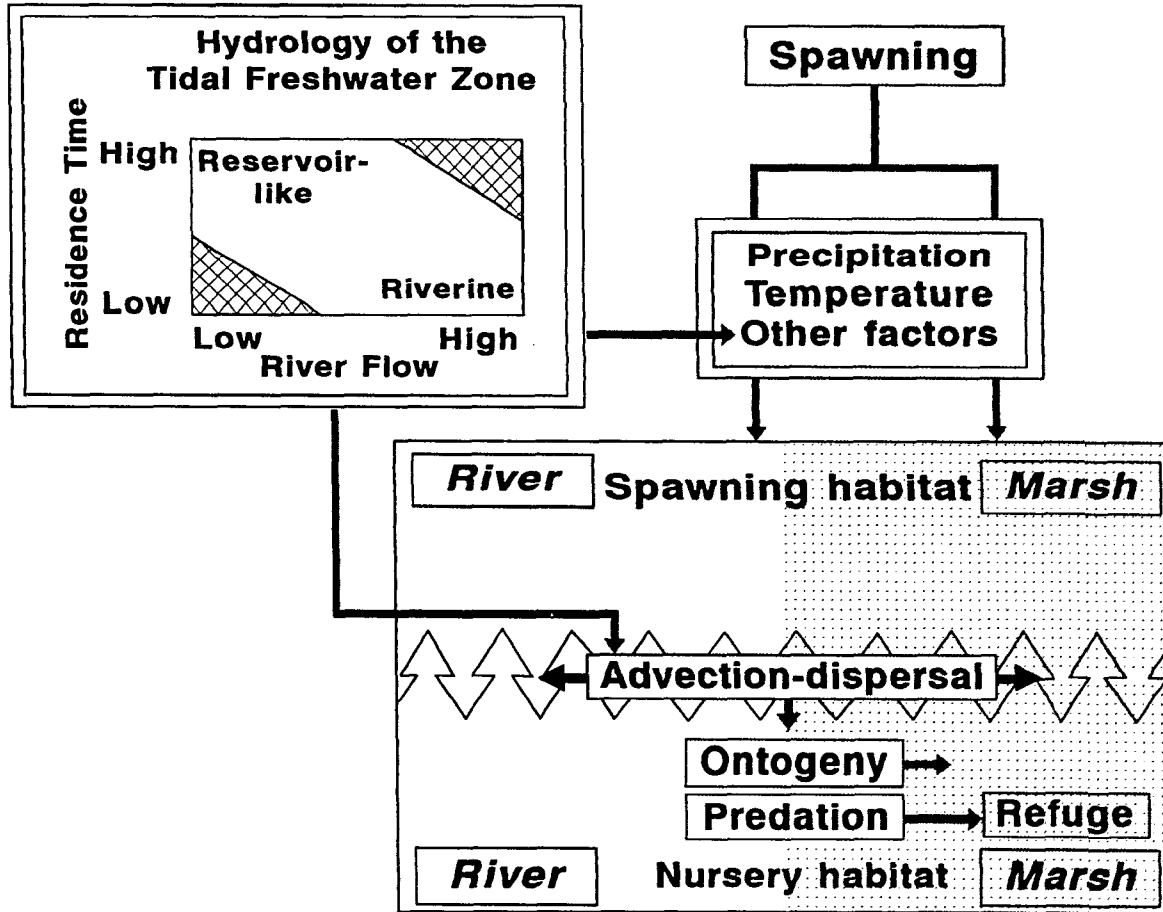 Hydrology of the
Tidal Freshwater Zone
Residence Time
High
Low
Reservoir-
like
Riverine
Low
High
River Flow
Spawning
Precipitation
Temperature
Other factors
River
Spawning habitat
Marsh
Advection-dispersal
Ontogeny
Predation
Refuge
River
Nursery habitat
Marsh